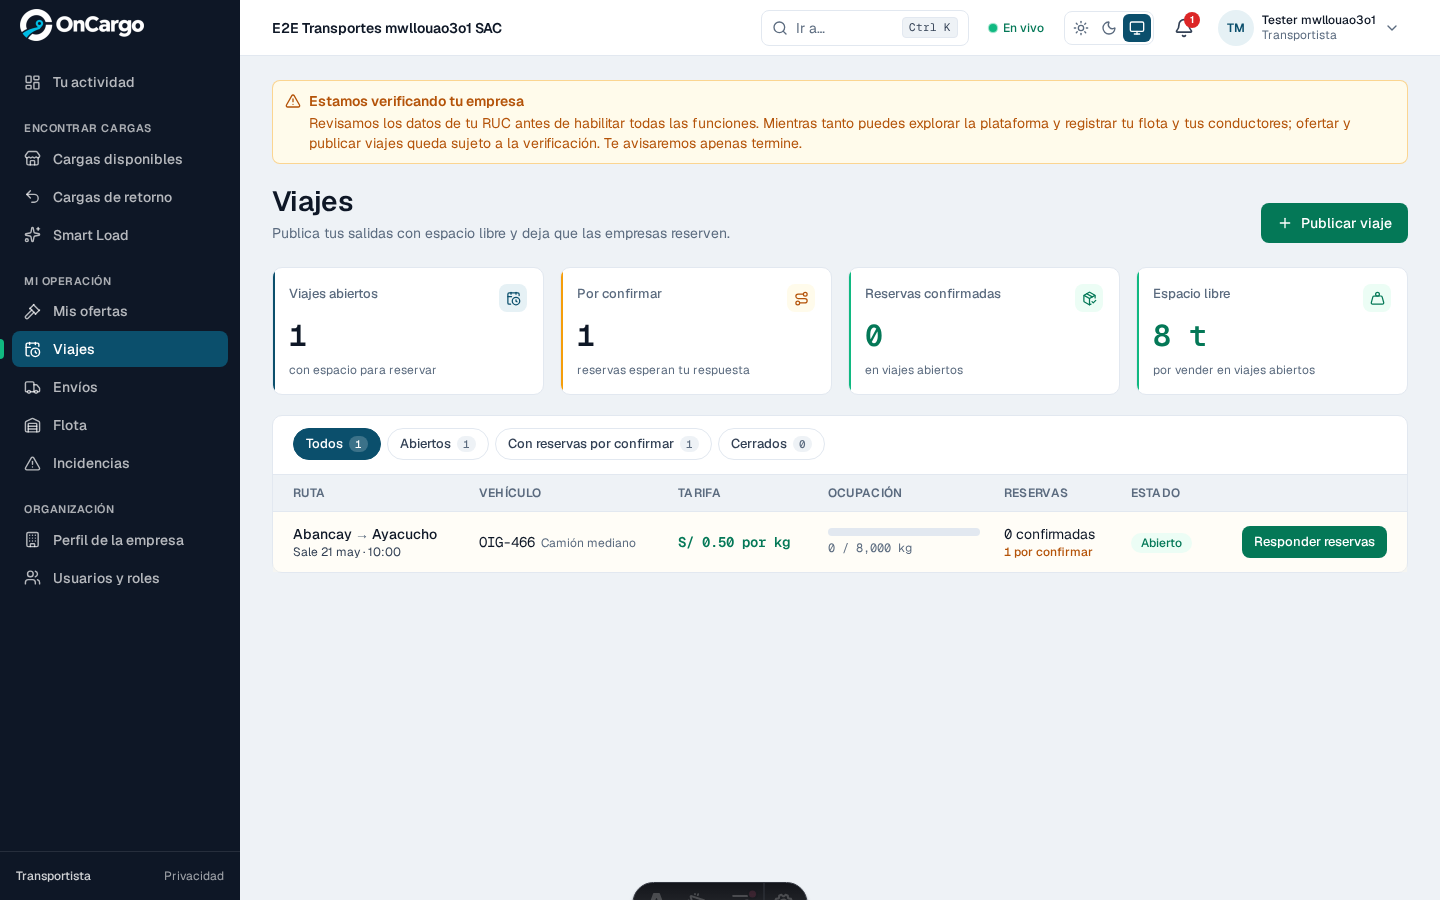 OnCargo
E2E Transportes mwllouao3o1 SAC
Ir a...
Ctrl K
En vivo
1
TM
Tester mwllouao3o1
Transportista
Tu actividad
ENCONTRAR CARGAS
Cargas disponibles
Cargas de retorno
Smart Load
MI OPERACIÓN
Mis ofertas
Viajes
Envíos
Flota
Incidencias
ORGANIZACIÓN
Perfil de la empresa
Usuarios y roles
Transportista
Privacidad
Estamos verificando tu empresa
Revisamos los datos de tu RUC antes de habilitar todas las funciones. Mientras tanto puedes explorar la plataforma y registrar tu flota y tus conductores; ofertar y
publicar viajes queda sujeto a la verificación. Te avisaremos apenas termine.
Viajes
Publica tus salidas con espacio libre y deja que las empresas reserven.
+ Publicar viaje
Viajes abiertos
1
con espacio para reservar
Por confirmar
1
reservas esperan tu respuesta
Reservas confirmadas
0
en viajes abiertos
Espacio libre
8 t
por vender en viajes abiertos
Todos 1
Abiertos 1
Con reservas por confirmar 1
Cerrados 0
RUTA VEHÍCULO TARIFA OCUPACIÓN RESERVAS ESTADO
Abancay → Ayacucho
Sale 21 may · 10:00
OIG-466 Camión mediano
S/ 0.50 por kg
0 / 8,000 kg
0 confirmadas
1 por confirmar
Abierto
Responder reservas